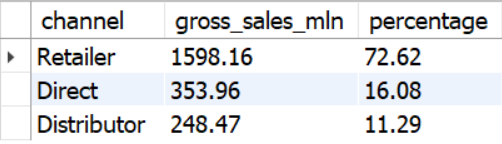 channel gross_sales_mln percentage
Retailer 1598.16 72.62
Direct 353.96 16.08
Distributor 248.47 11.29